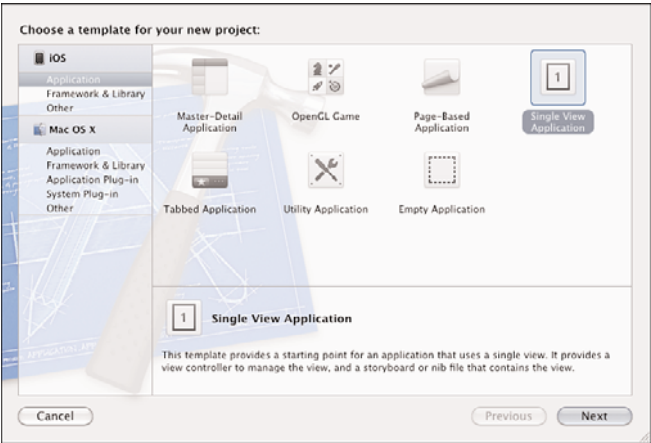 Choose a template for your new project:
iOS
Application
Framework & Library
Other
Mac OS X
Application
Framework & Library
Application Plug-in
System Plug-in
Other
Master-Detail
Application
OpenGL Game
Page-Based
Application
1
Single View
Application
Tabbed Application
Utility Application
Empty Application
1
Single View Application
This template provides a starting point for an application that uses a single view. It provides a
view controller to manage the view, and a storyboard or nib file that contains the view.
Cancel
Previous
Next